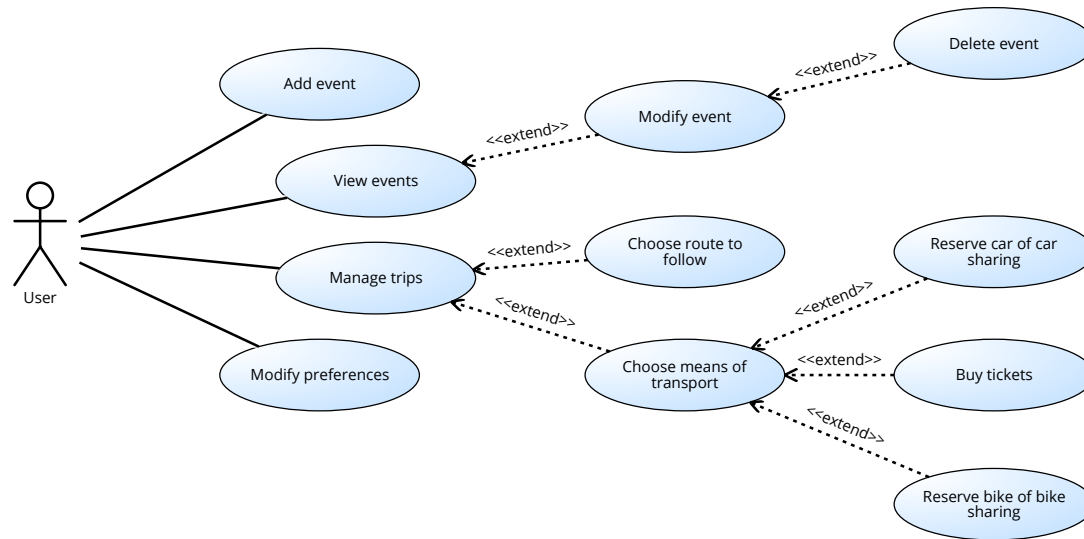 Delete event
<<extend>>
Add event
Modify event
<<extend>>
View events
User
Manage trips
<<extend>>
Choose route to
follow
<<extend>>
Reserve car of car
sharing
<<extend>>
Modify preferences
Choose means of
transport
<<extend>>
Buy tickets
<<extend>>
Reserve bike of bike
sharing